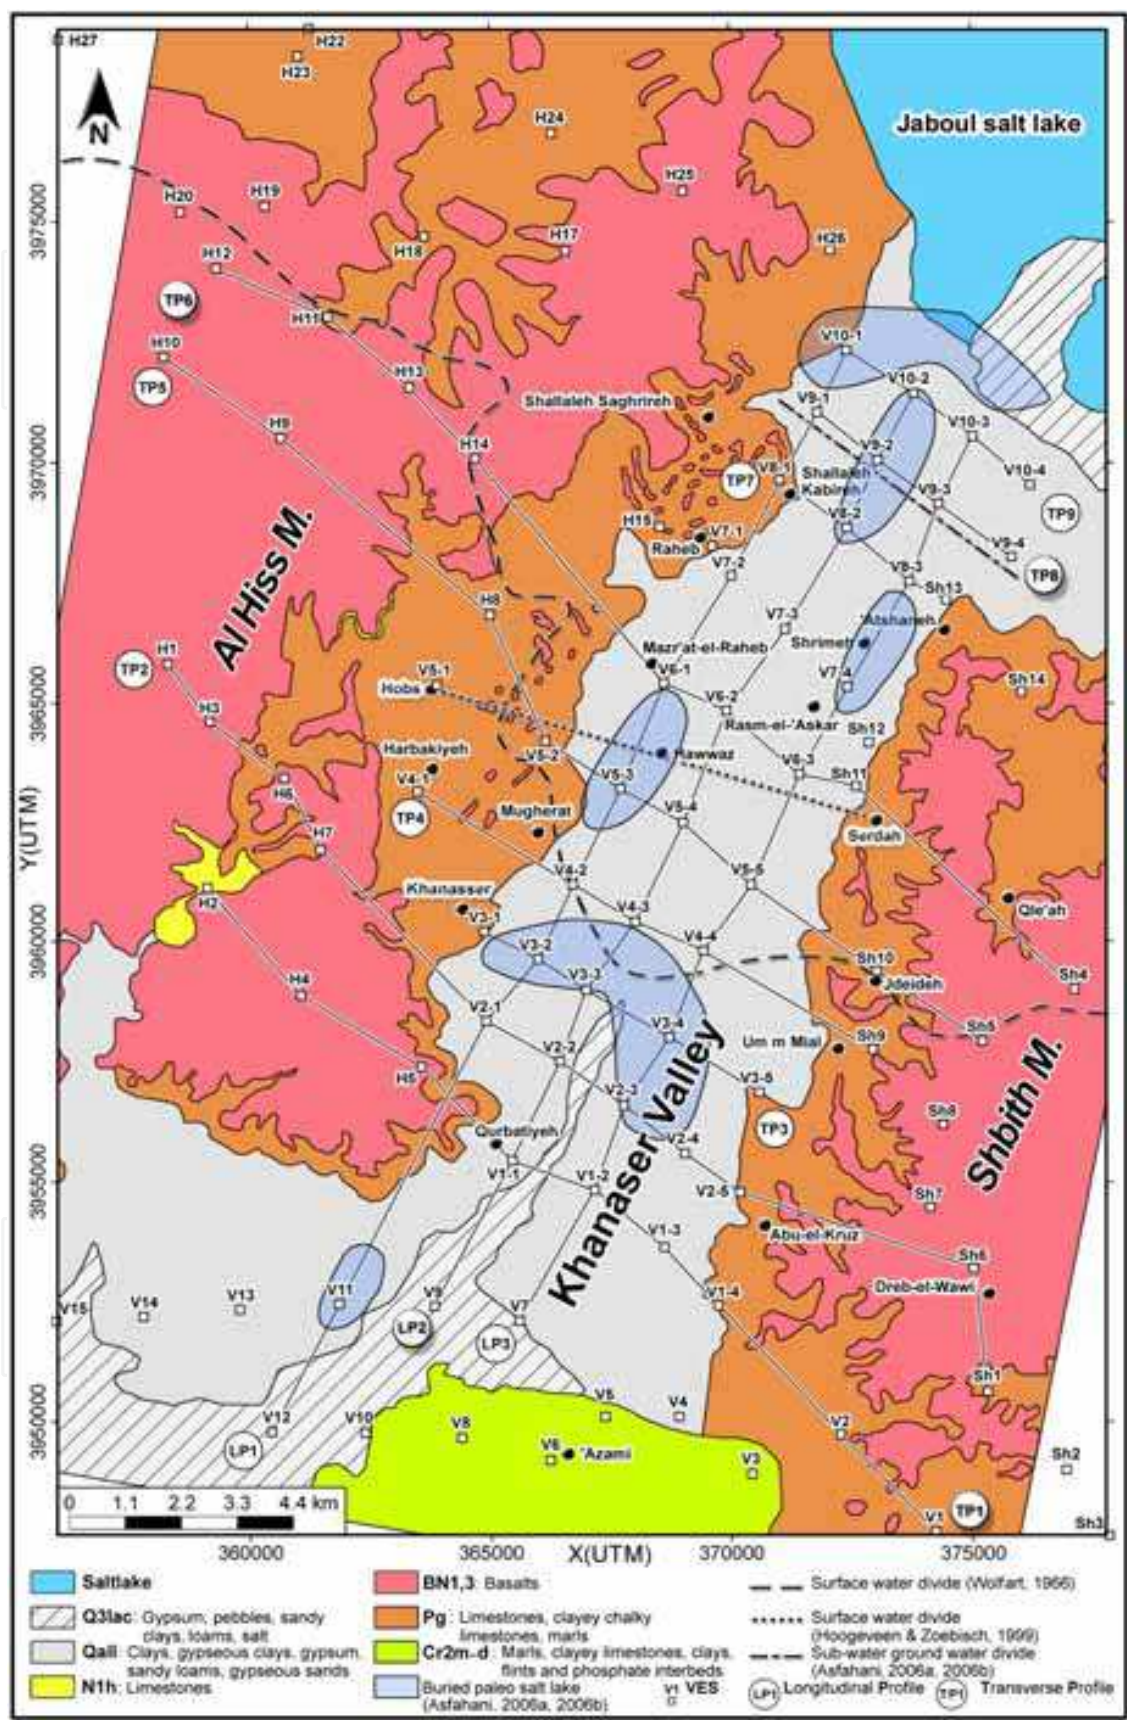 H27
H22
H23
N
H24
Jaboul salt lake
H25
H19
H20
H17
H18
H26
H12
TP6
H11
H10
TP5
H13
V10-1
V10-2
V9-1
Shallaleh Saghrireh
H9
H14
V10-3
V9-2
V10-4
V8-1
TP7
Shallaleh
Kabireh
V9-3
TP9
H15
V8-2
V7-1
Raheb
V9-4
V7-2
TP8
V8-3
Sh13
Al Hiss M.
H8
V7-3
'Atshaneh
Shrimeh
H1
TP2
Mazr'at-el-Raheb
V5-1
V6-1
V7-4
Sh14
Hobs
H3
V6-2
Rasm-el-'Askar
Sh12
Harbakiyeh
V5-2
Hawwaz
V6-3
Sh11
H6
V4-1
V5-3
TP4
Mugherat
V5-4
Serdah
H7
V4-2
V5-5
Khanasser
H2
V3-1
V4-3
Qle'ah
V3-2
V4-4
Sh10
V3-3
Jdeideh
Sh4
H4
V2-1
V3-4
Sh5
Um m Mial
Sh9
V2-2
H5
V2-3
V3-5
Sh8
Qurbatiyeh
TP3
V2-4
V1-1
V1-2
V2-5
Sh7
Shbith M.
Khanaser Valley
Abu-el-Kruz
V1-3
Sh6
Dreb-el-Wawi
V11
V9
V1-4
V15
V14
V13
V7
LP2
LP3
Sh1
V12
V10
V8
V5
V4
V2
LP1
V6
'Azami
V3
Sh2
V1
TP1
Sh3
0 1.1 2.2 3.3 4.4 km
3975000
3970000
3965000
3960000
3955000
3950000
Y(UTM)
360000 365000 X(UTM) 370000 375000
Saltlake
Q3lac: Gypsum, pebbles, sandy
clays, loams, salt
Qall: Clays, gypseous clays, gypsum,
sandy loams, gypseous sands
N1h: Limestones
BN1,3: Basalts
Pg: Limestones, clayey chalky
limestones, marls
Cr2m-d: Marls, clayey limestones, clays,
flints and phosphate interbeds
Buried paleo salt lake
(Asfahani, 2006a, 2006b)
V1 VES
Surface water divide (Wolfart, 1966)
Surface water divide
(Hoogeveen & Zoebisch, 1999)
Sub-water ground water divide
(Asfahani, 2006a, 2006b)
LP1 Longitudinal Profile
TP1 Transverse Profile